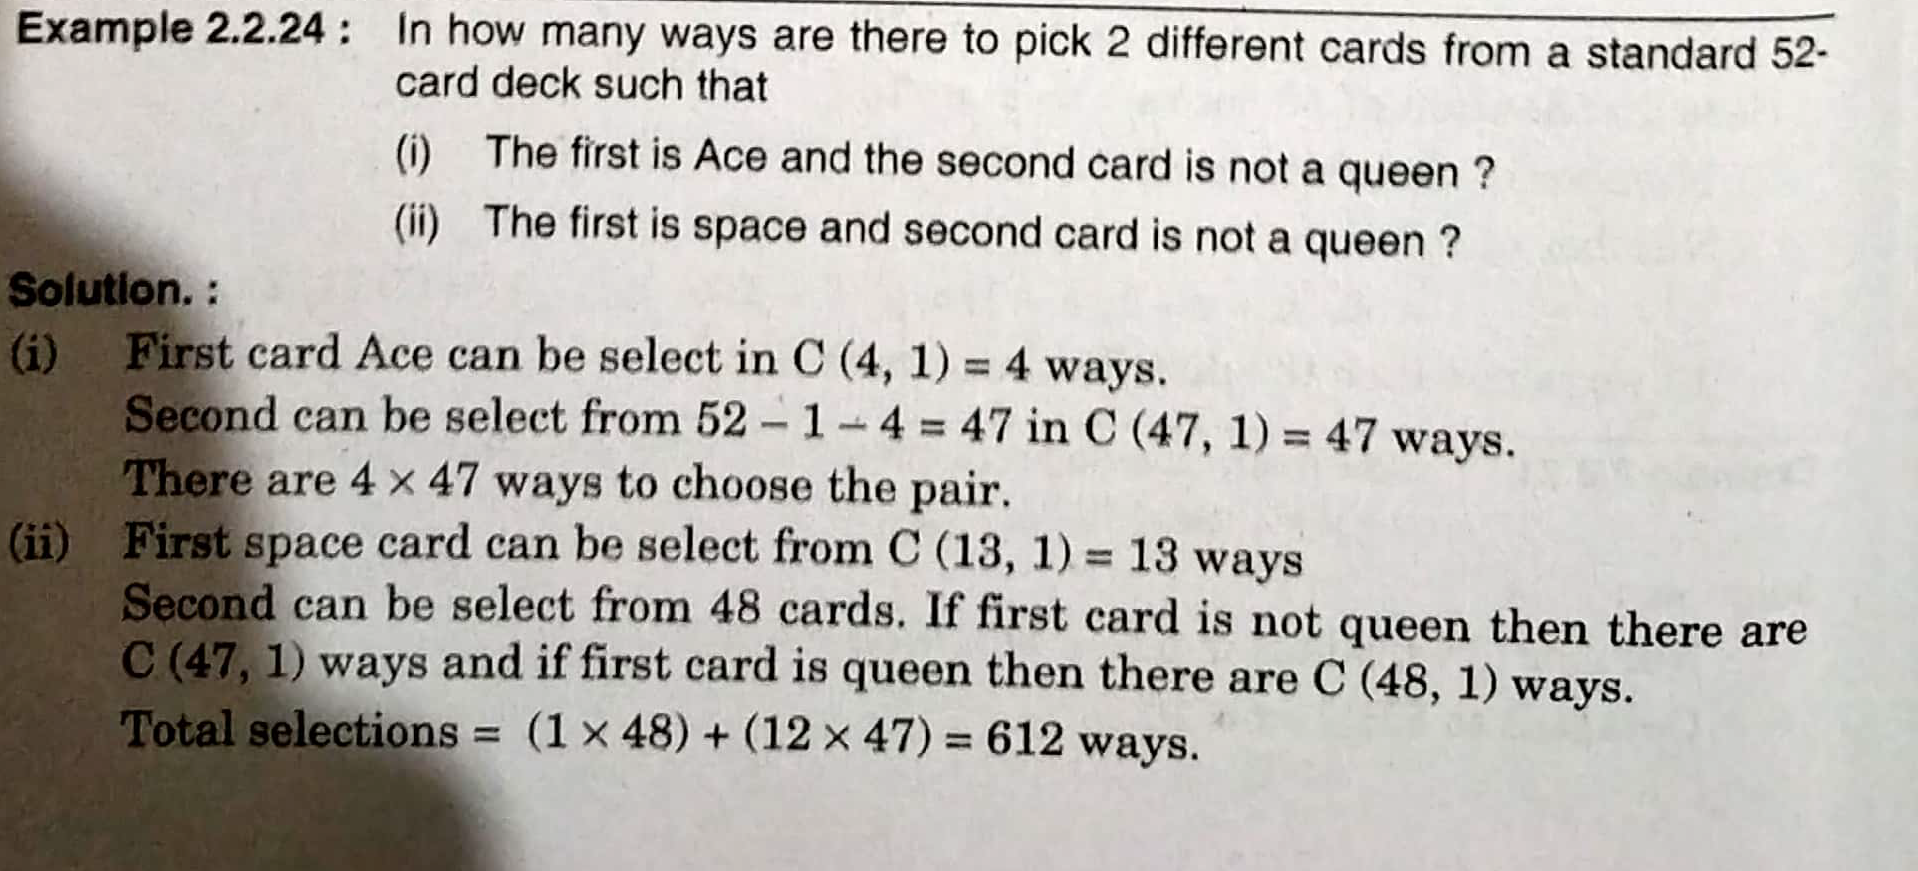 Example 2.2.24 : In how many ways are there to pick 2 different cards from a standard 52-
card deck such that
(i) The first is Ace and the second card is not a queen ?
(ii) The first is space and second card is not a queen ?
Solution. :
(i) First card Ace can be select in C (4, 1) = 4 ways.
Second can be select from 52 – 1 – 4 = 47 in C (47, 1) = 47 ways.
There are 4 × 47 ways to choose the pair.
(ii) First space card can be select from C (13, 1) = 13 ways
Second can be select from 48 cards. If first card is not queen then there are
C (47, 1) ways and if first card is queen then there are C (48, 1) ways.
Total selections = (1 × 48) + (12 × 47) = 612 ways.